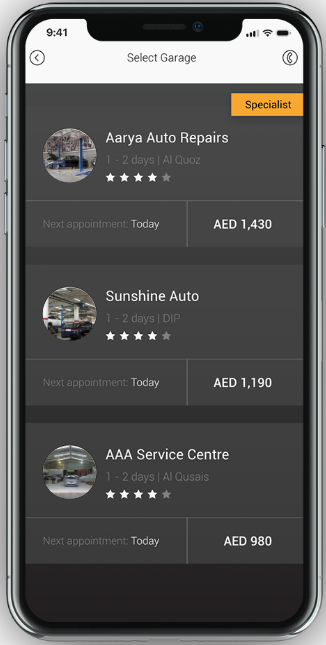 9:41
Select Garage
Specialist
Aarya Auto Repairs
1 - 2 days | Al Quoz
Next appointment: Today
AED 1,430
Sunshine Auto
1 - 2 days | DIP
Next appointment: Today
AED 1,190
AAA Service Centre
1 - 2 days | Al Qusais
Next appointment: Today
AED 980